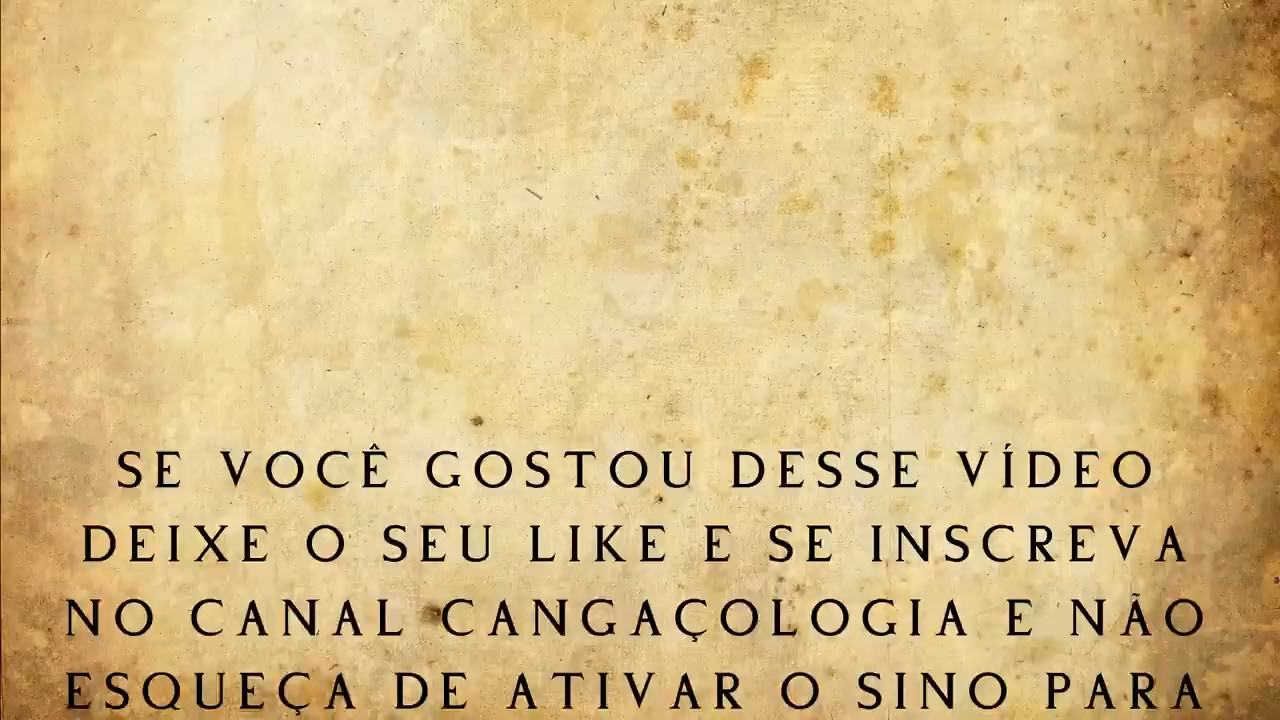 SE VOCÊ GOSTOU DESSE VÍDEO
DEIXE O SEU LIKE E SE INSCREVA
NO CANAL CANGAÇOLOGIA E NÃO
ESQUEÇA DE ATIVAR O SINO PARA